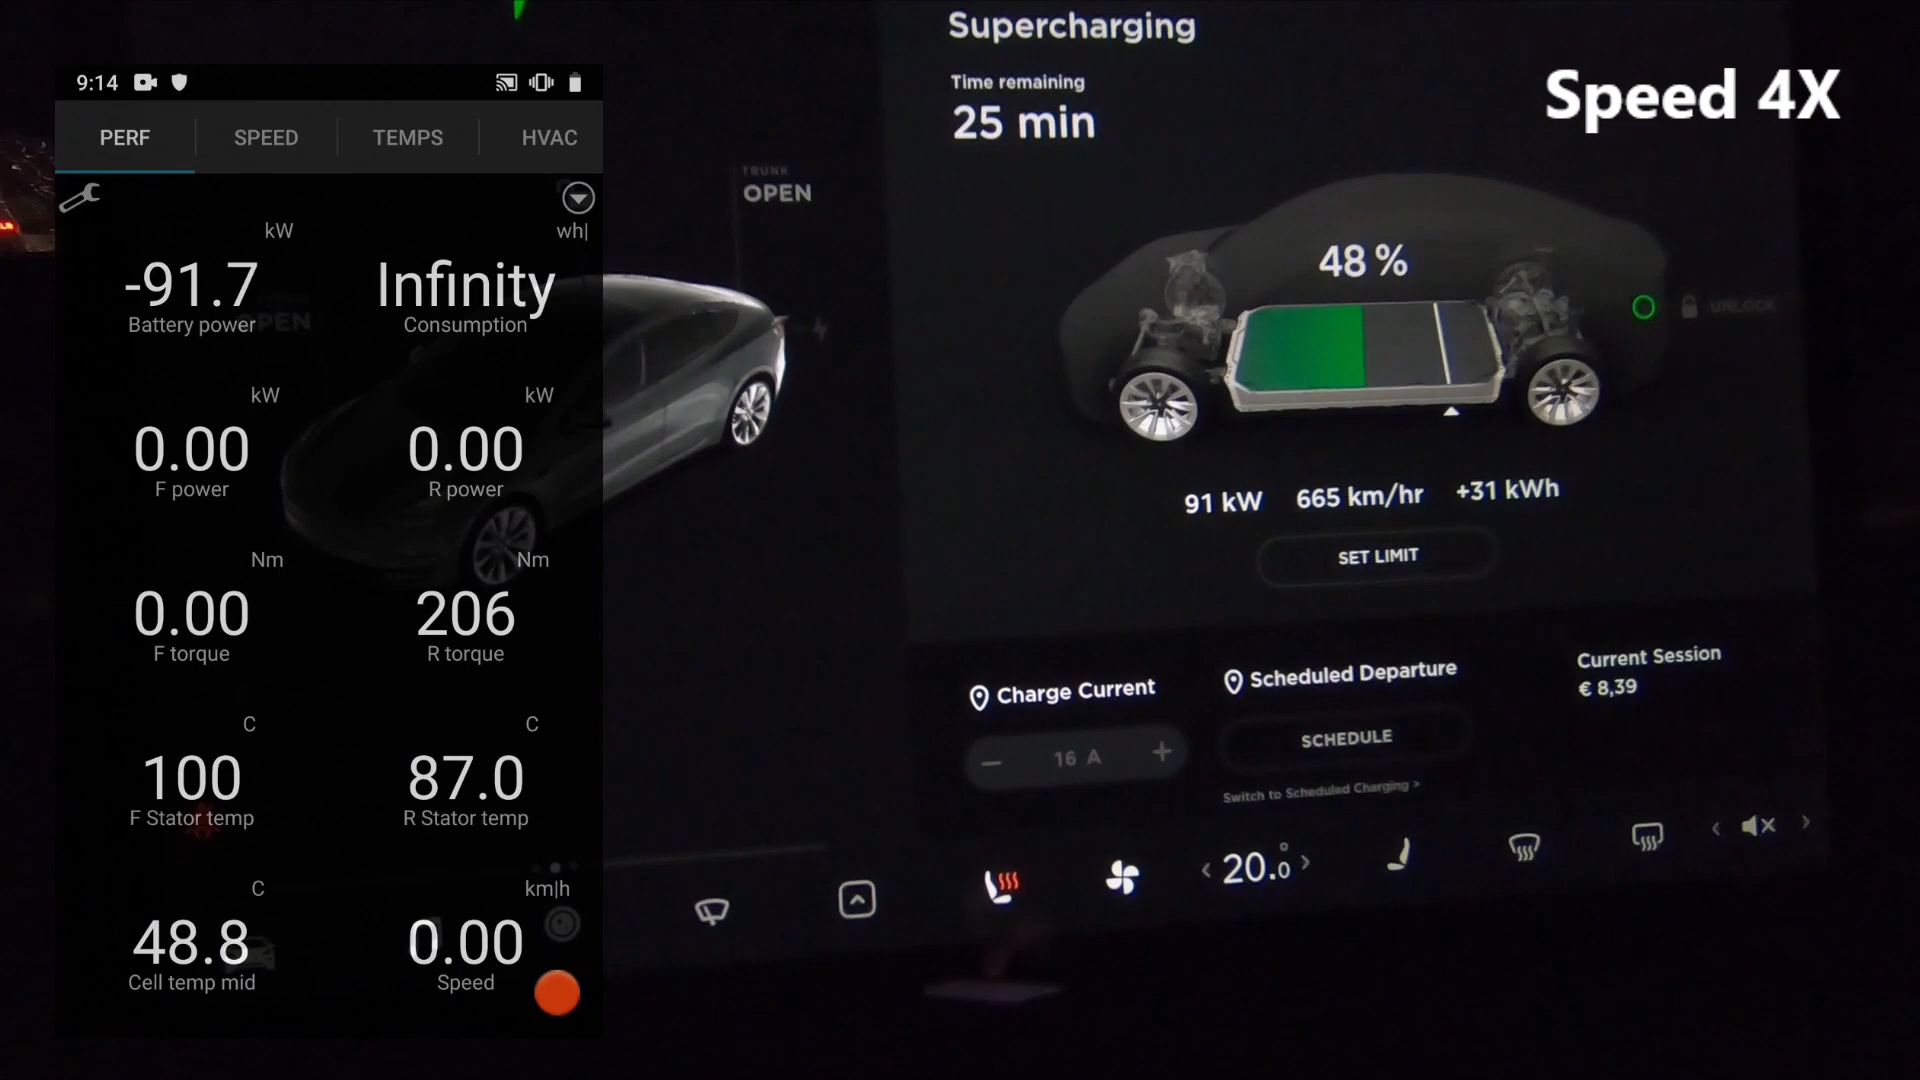 9:14
PERF SPEED TEMPS HVAC
kW wh|
-91.7 Infinity
Battery power Consumption
kW kW
0.00 0.00
F power R power
Nm Nm
0.00 206
F torque R torque
C C
100 87.0
F Stator temp R Stator temp
C km|h
48.8 0.00
Cell temp mid Speed
OPEN
TRUNK
OPEN
Supercharging
Time remaining
25 min
Speed 4X
48 %
UNLOCK
91 kW 665 km/hr +31 kWh
SET LIMIT
Charge Current
16 A
Scheduled Departure
SCHEDULE
Switch to Scheduled Charging >
Current Session
€ 8,39
20.0°